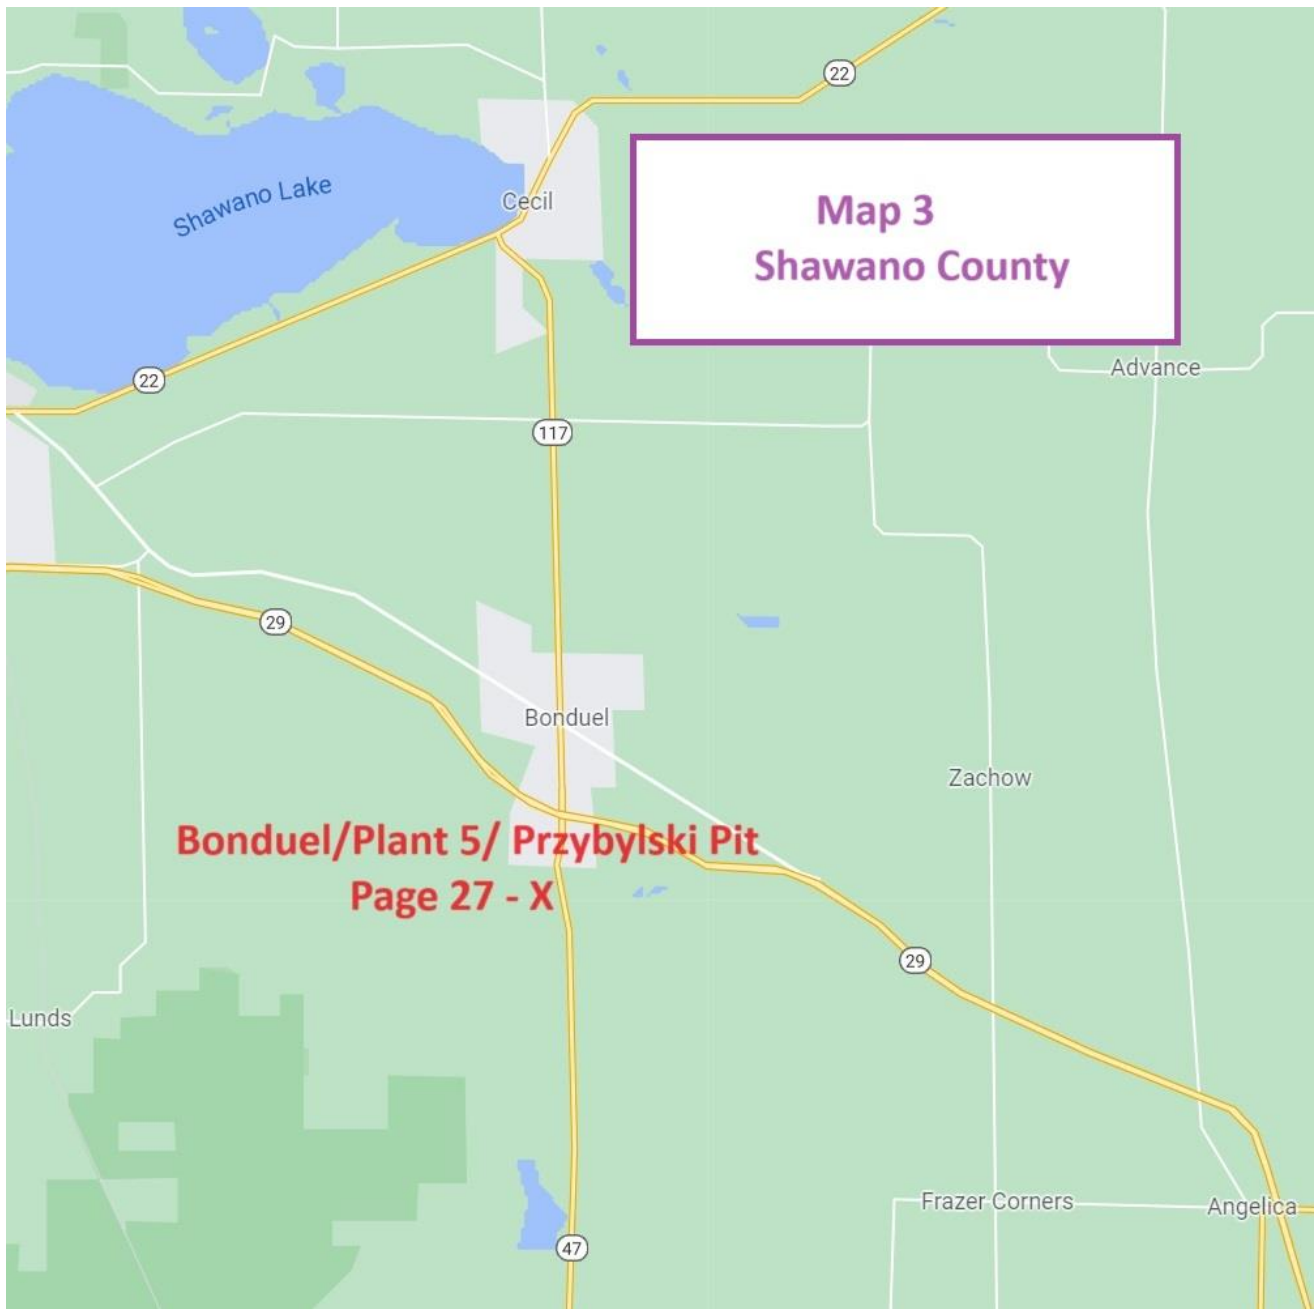 22
Map 3
Shawano County
Shawano Lake
Cecil
Advance
22
117
29
Bonduel
Zachow
Bonduel/Plant 5/ Przybylski Pit
Page 27 - X
29
Lunds
Frazer Corners
Angelica
47